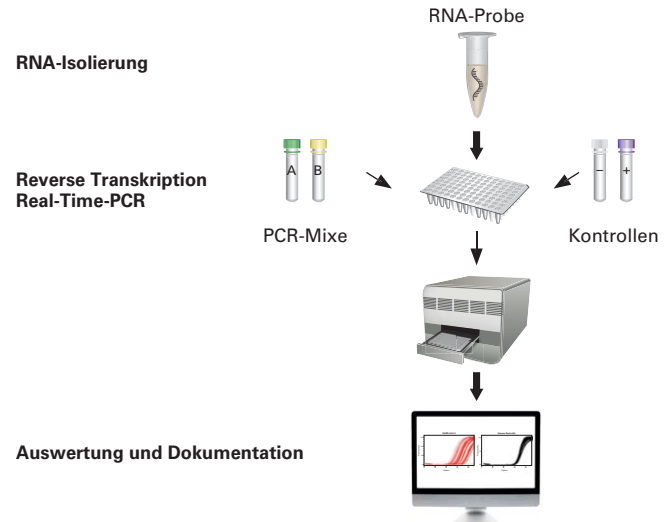 RNA-Probe
RNA-Isolierung
A B
- +
Reverse Transkription
Real-Time-PCR
PCR-Mixe
Kontrollen
Auswertung und Dokumentation